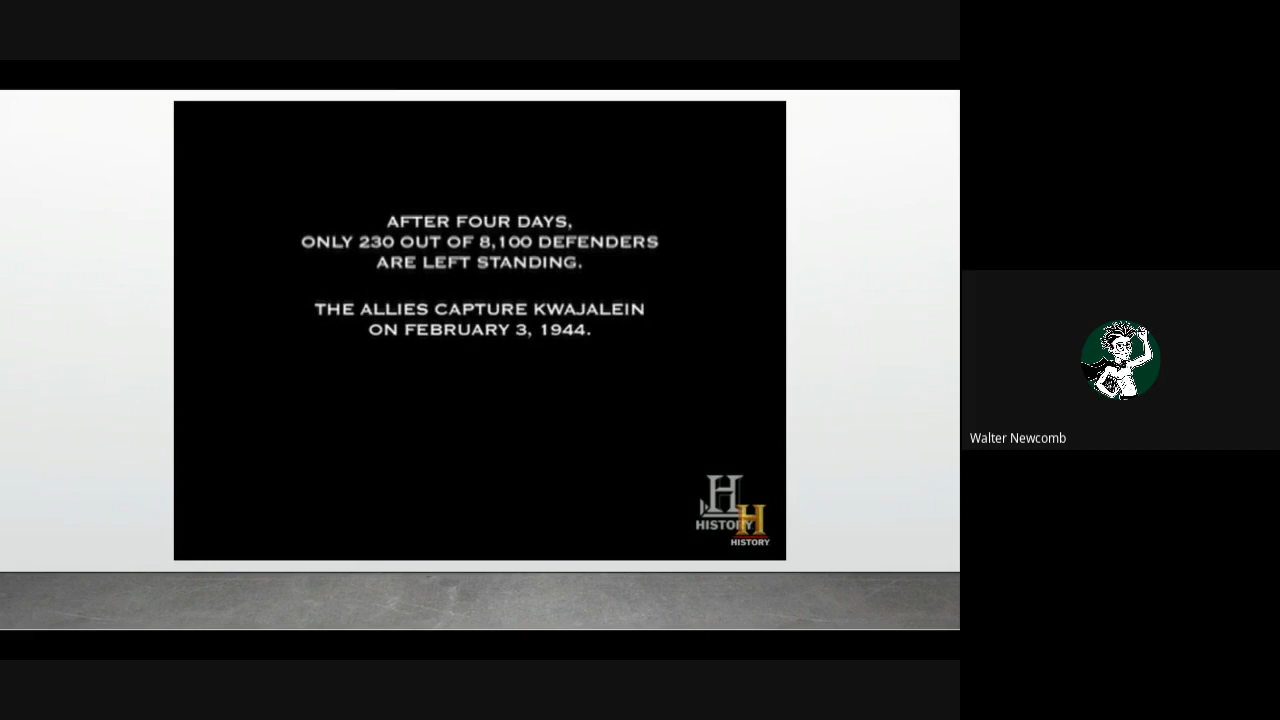 AFTER FOUR DAYS,
ONLY 230 OUT OF 8,100 DEFENDERS
ARE LEFT STANDING.
THE ALLIES CAPTURE KWAJALEIN
ON FEBRUARY 3, 1944.
Walter Newcomb
H
HISTORY
H
HISTORY